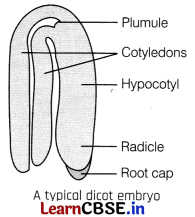 Plumule
Cotyledons
Hypocotyl
Radicle
Root cap
A typical dicot embryo
LearnCBSE.in